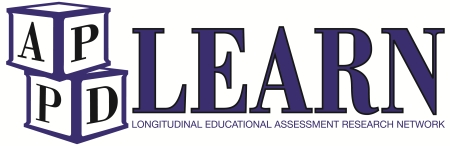 A P
P D
LEARN
LONGITUDINAL EDUCATIONAL ASSESSMENT RESEARCH NETWORK